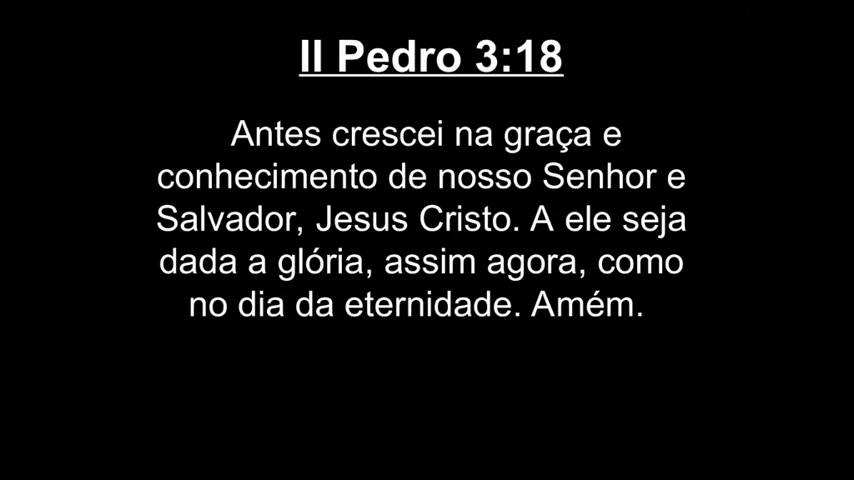 II Pedro 3:18
Antes crescei na graça e
conhecimento de nosso Senhor e
Salvador, Jesus Cristo. A ele seja
dada a glória, assim agora, como
no dia da eternidade. Amém.